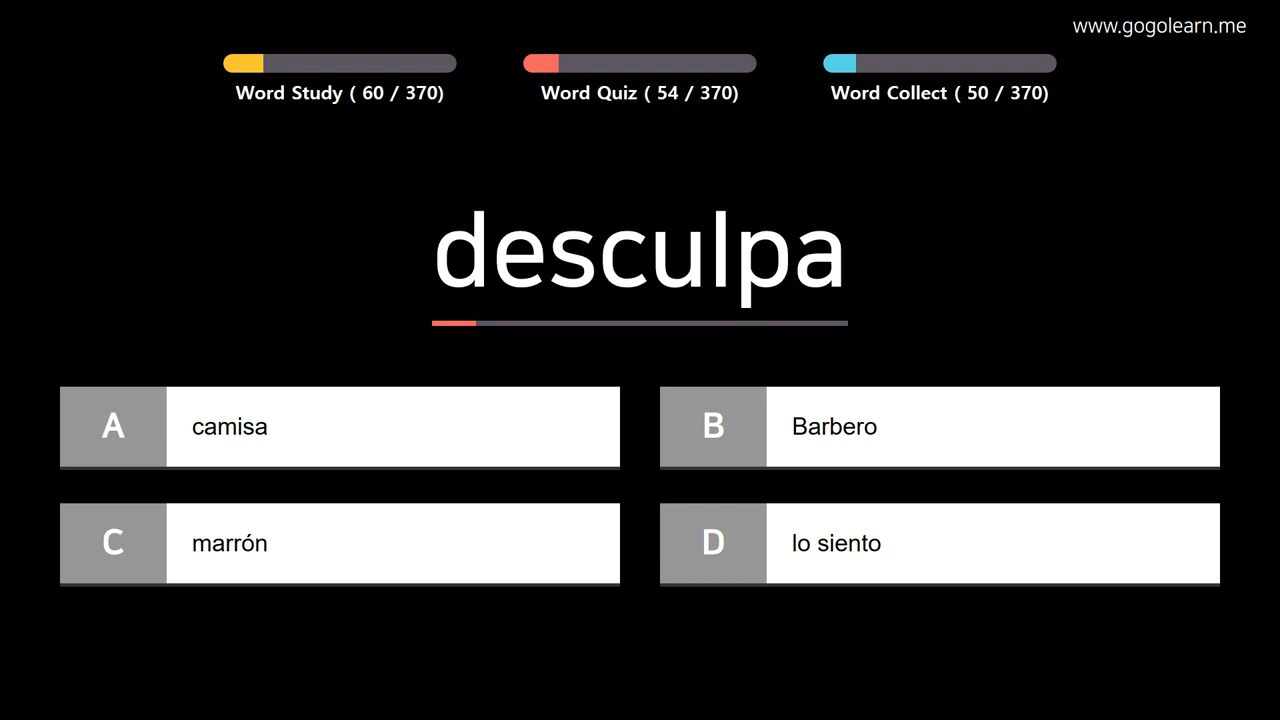 www.gogolearn.me
Word Study ( 60 / 370)
Word Quiz ( 54 / 370)
Word Collect ( 50 / 370)
desculpa
A camisa
B Barbero
C marrón
D lo siento